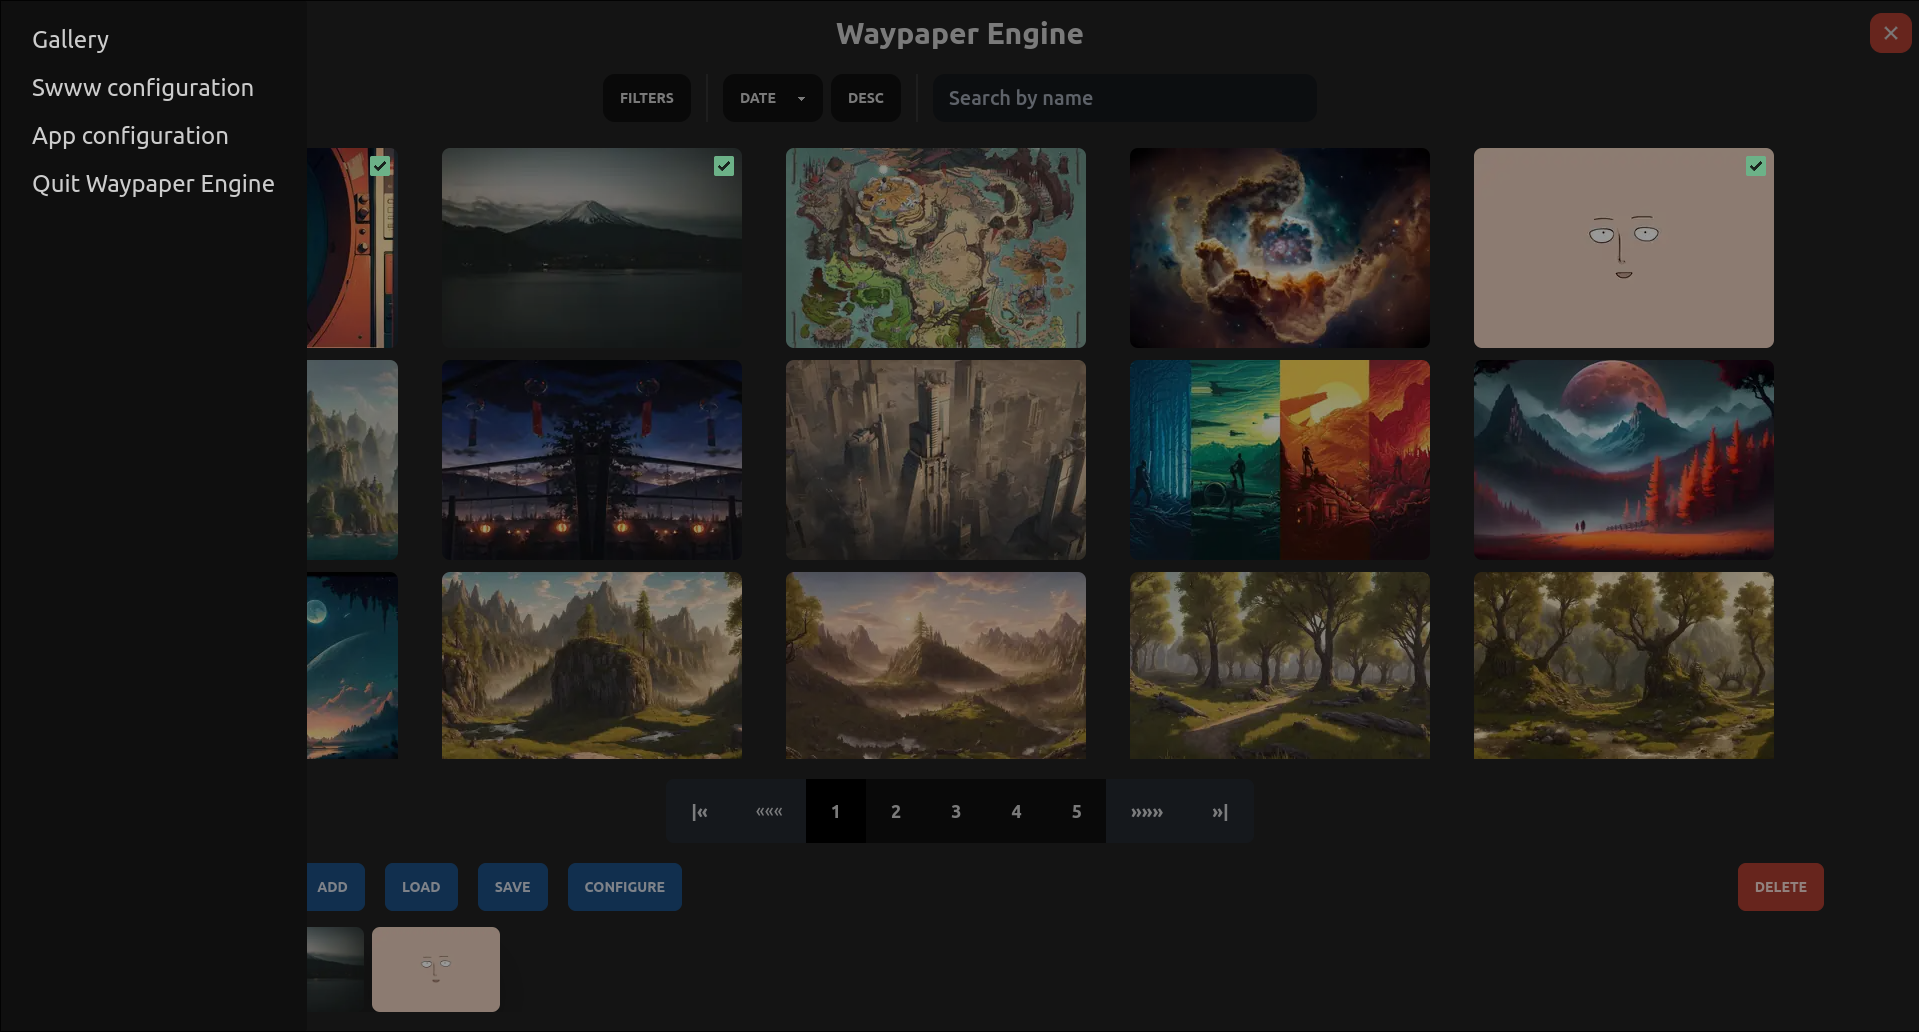 Gallery
Swww configuration
App configuration
Quit Waypaper Engine
Waypaper Engine
✕
FILTERS
DATE
DESC
Search by name
|«
«««
1
2
3
4
5
»»»
»|
ADD
LOAD
SAVE
CONFIGURE
DELETE